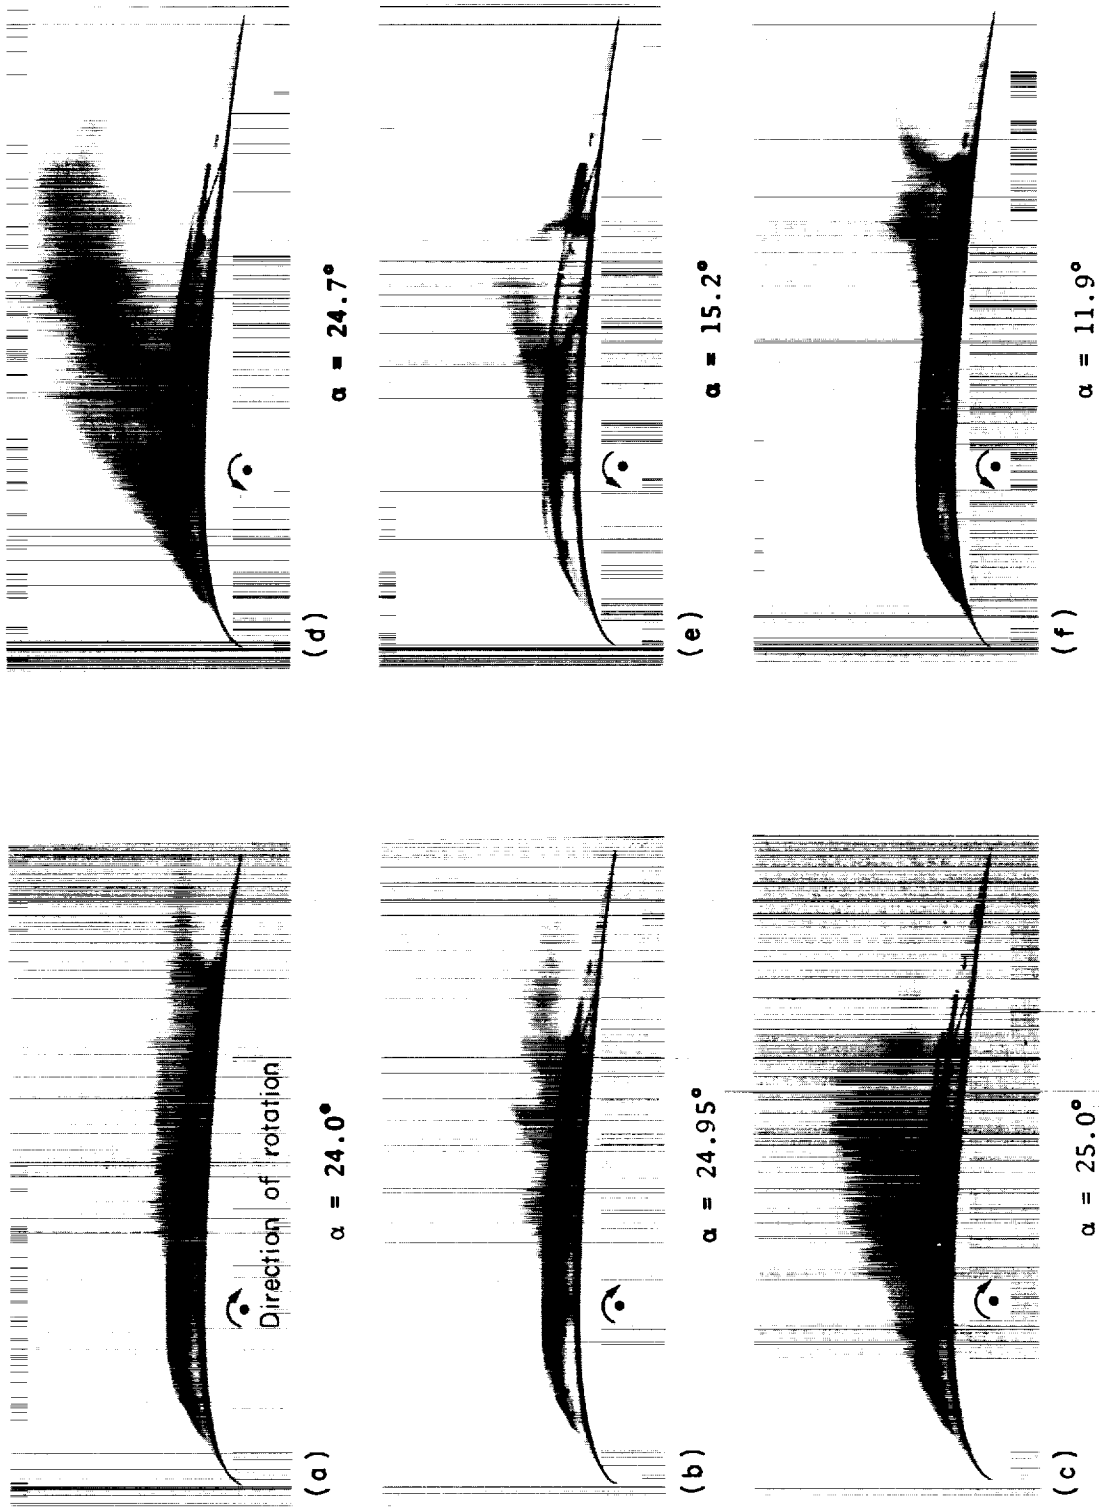 Direction of rotation
α = 24.0°
(a)
α = 24.95°
(b)
α = 25.0°
(c)
α = 24.7°
(d)
α = 15.2°
(e)
α = 11.9°
(f)